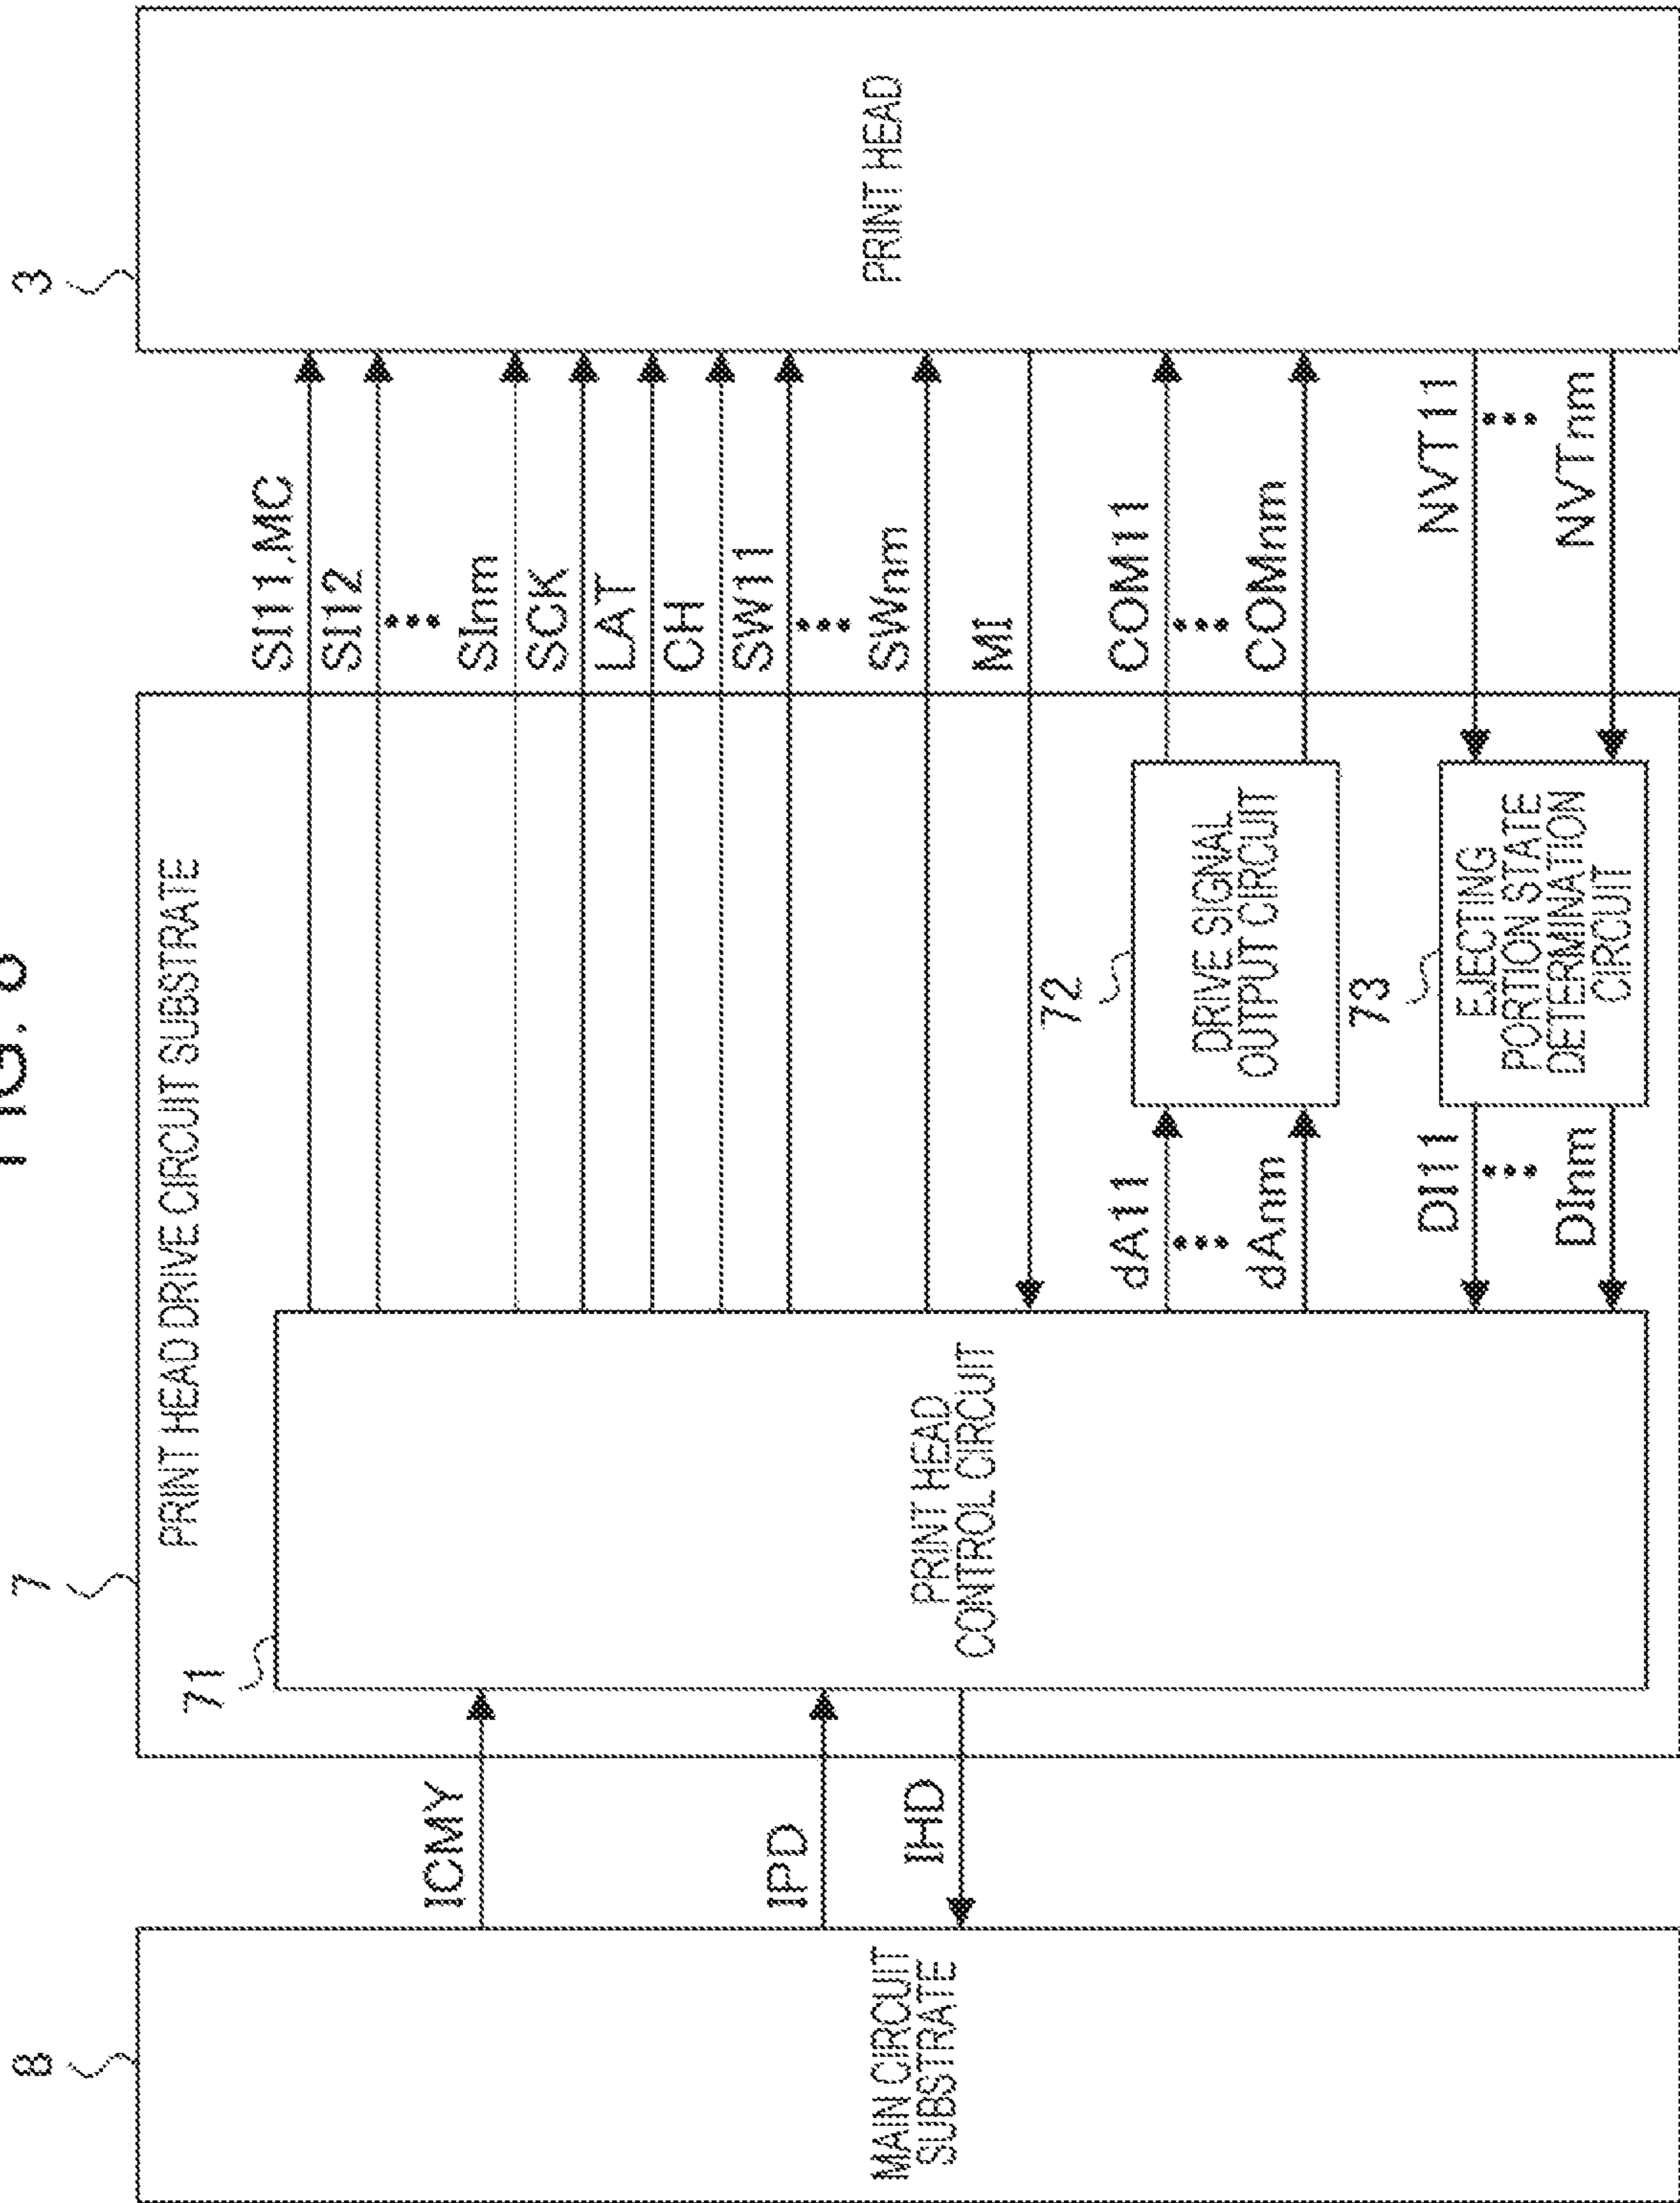 8
MAIN CIRCUIT
SUBSTRATE
ICMY
IPD
IHD
7
PRINT HEAD DRIVE CIRCUIT SUBSTRATE
71
PRINT HEAD
CONTROL CIRCUIT
dA11
dAnm
72
DRIVE SIGNAL
OUTPUT CIRCUIT
DI11
DInm
73
EJECTING
PORTION STATE
DETERMINATION
CIRCUIT
SI11,MC
SI12
SInm
SCK
LAT
CH
SW11
SWnm
MI
COM11
COMnm
NVT11
NVTnm
3
PRINT HEAD